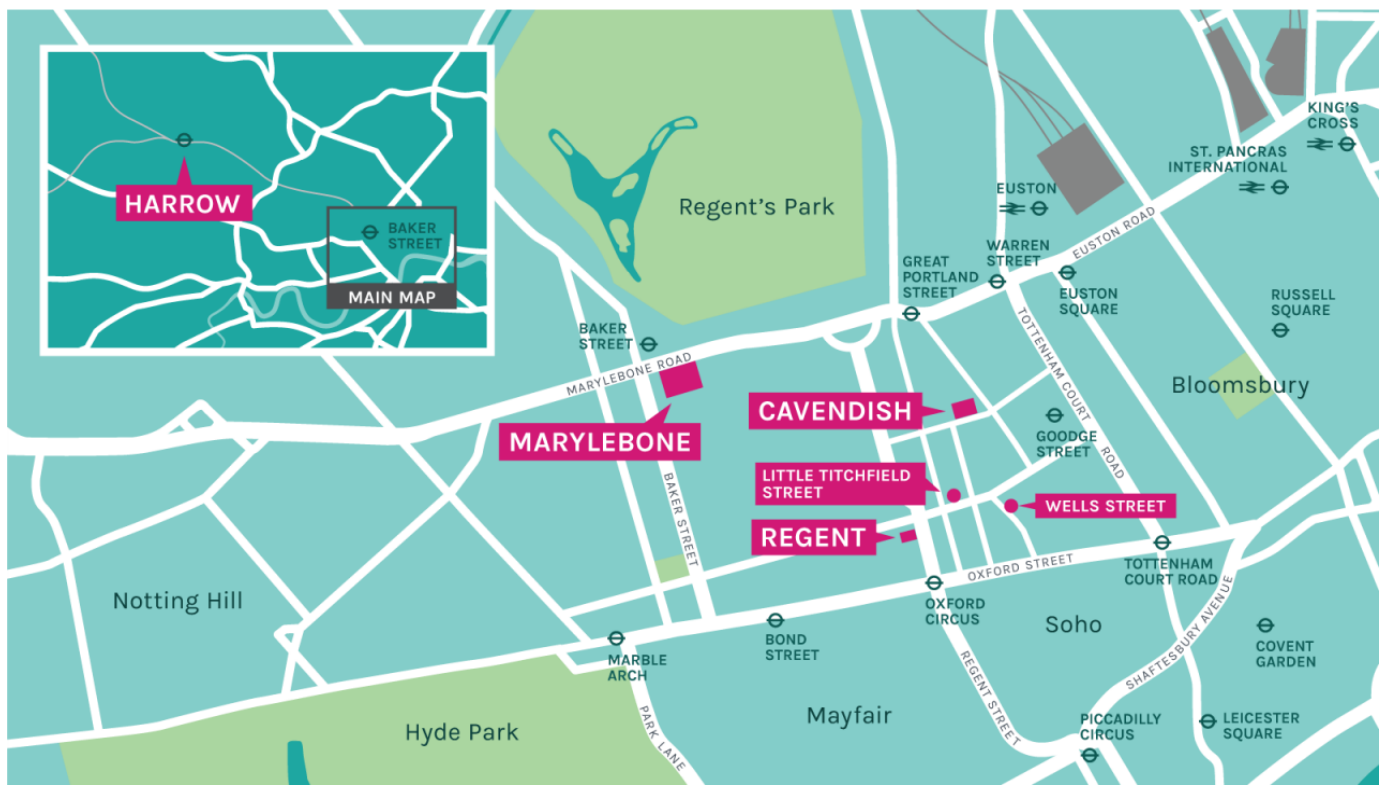 HARROW
BAKER
STREET
MAIN MAP
Regent's Park
KING'S
CROSS
ST. PANCRAS
INTERNATIONAL
EUSTON
EUSTON ROAD
WARREN
STREET
GREAT
PORTLAND
STREET
EUSTON
SQUARE
RUSSELL
SQUARE
BAKER
STREET
MARYLEBONE ROAD
TOTTENHAM COURT ROAD
Bloomsbury
CAVENDISH
MARYLEBONE
GOODGE
STREET
LITTLE TITCHFIELD
STREET
WELLS STREET
BAKER STREET
REGENT
OXFORD STREET
TOTTENHAM
COURT ROAD
Notting Hill
OXFORD
CIRCUS
Soho
SHAFTESBURY AVENUE
COVENT
GARDEN
MARBLE
ARCH
BOND
STREET
REGENT STREET
Hyde Park
PARK LANE
Mayfair
PICCADILLY
CIRCUS
LEICESTER
SQUARE